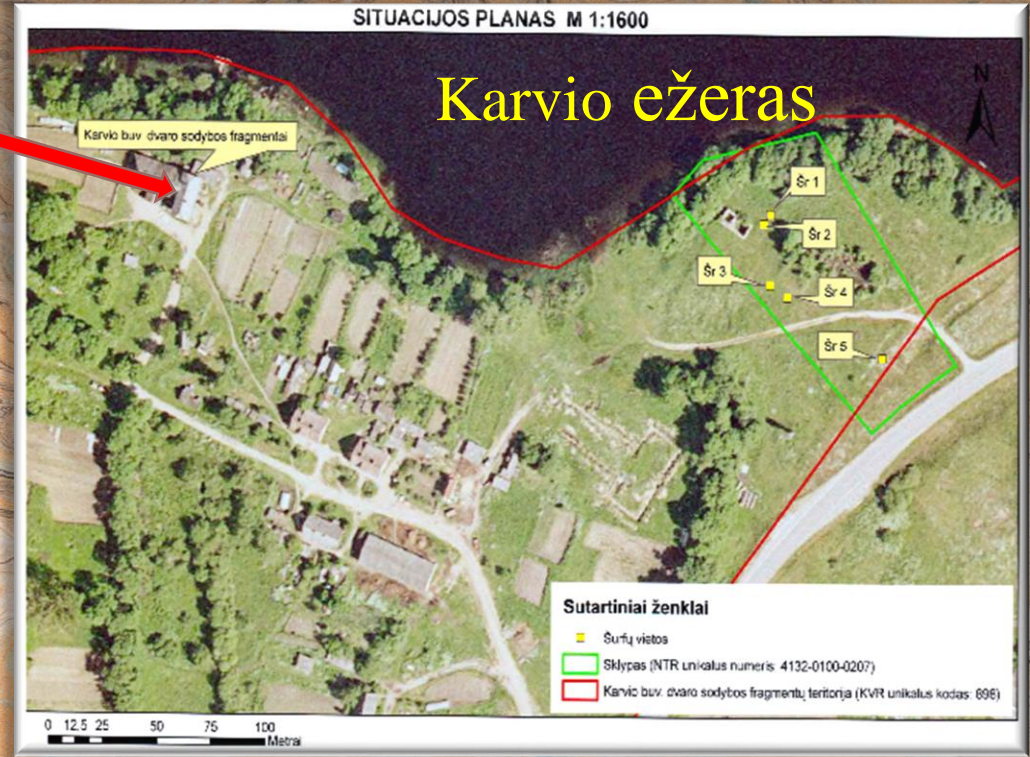 SITUACIJOS PLANAS M 1:1600
Karvio ežeras
N
Karvio buv. dvaro sodybos fragmentai
Šr 1
Šr 2
Šr 3
Šr 4
Šr 5
Sutartiniai ženklai
Šurfų vietos
Sklypas (NTR unikalus numeris: 4132-0100-0207)
Karvio buv. dvaro sodybos fragmentų teritorija (KVR unikalus kodas: 698)
0 12.5 25 50 75 100
Metrai